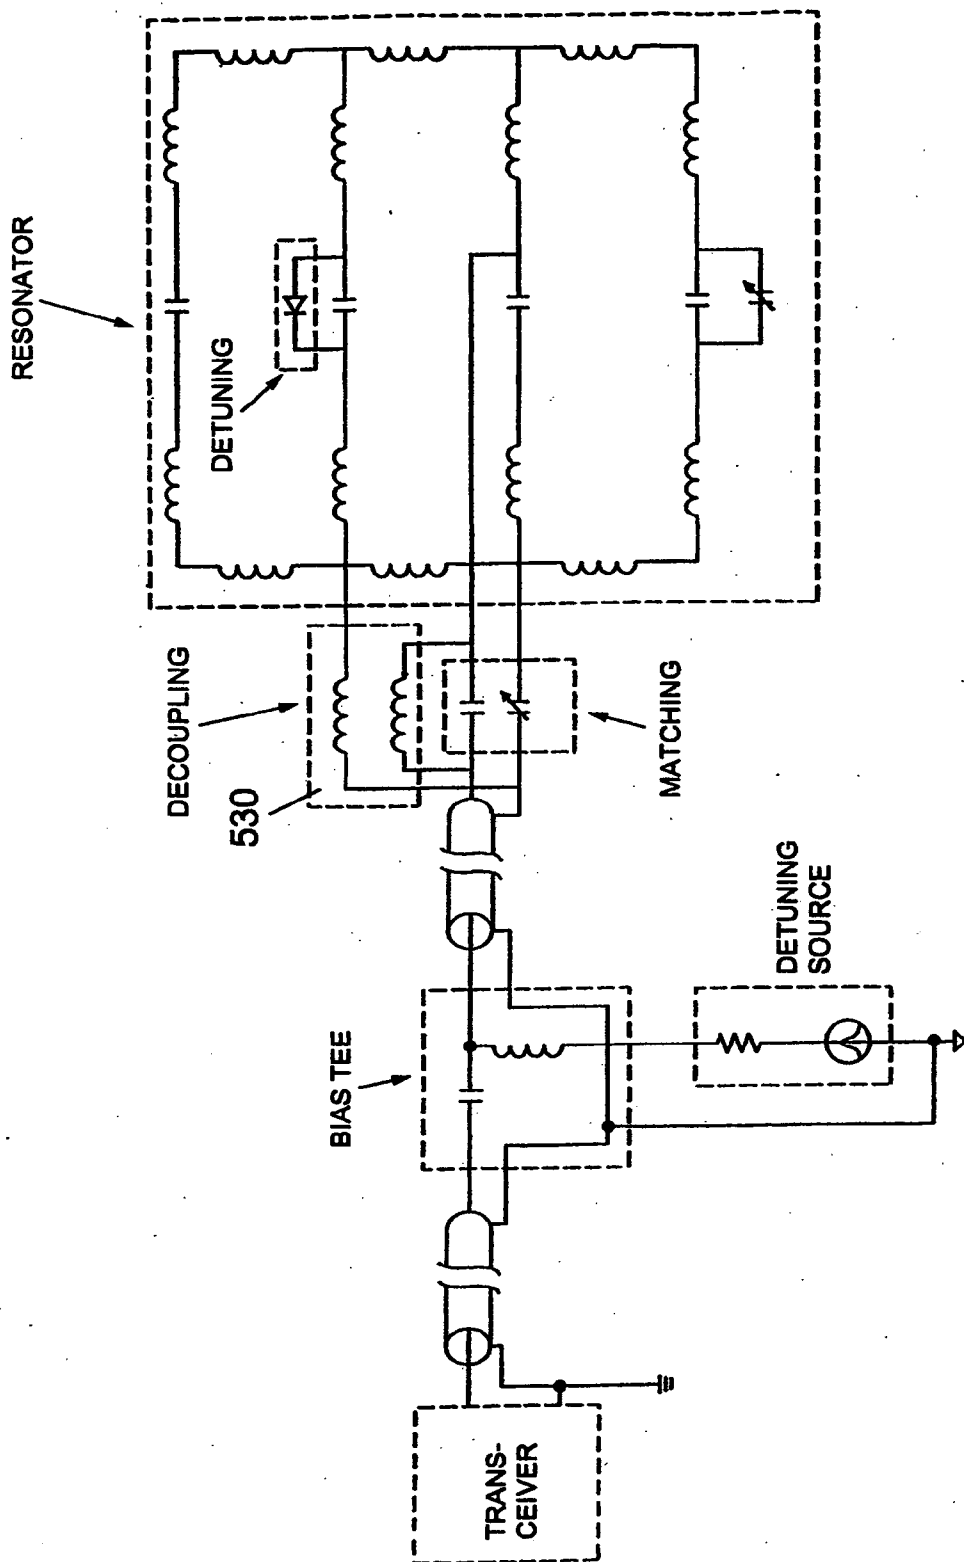 RESONATOR
DETUNING
DECOUPLING
530
MATCHING
BIAS TEE
DETUNING
SOURCE
TRANS-
CEIVER